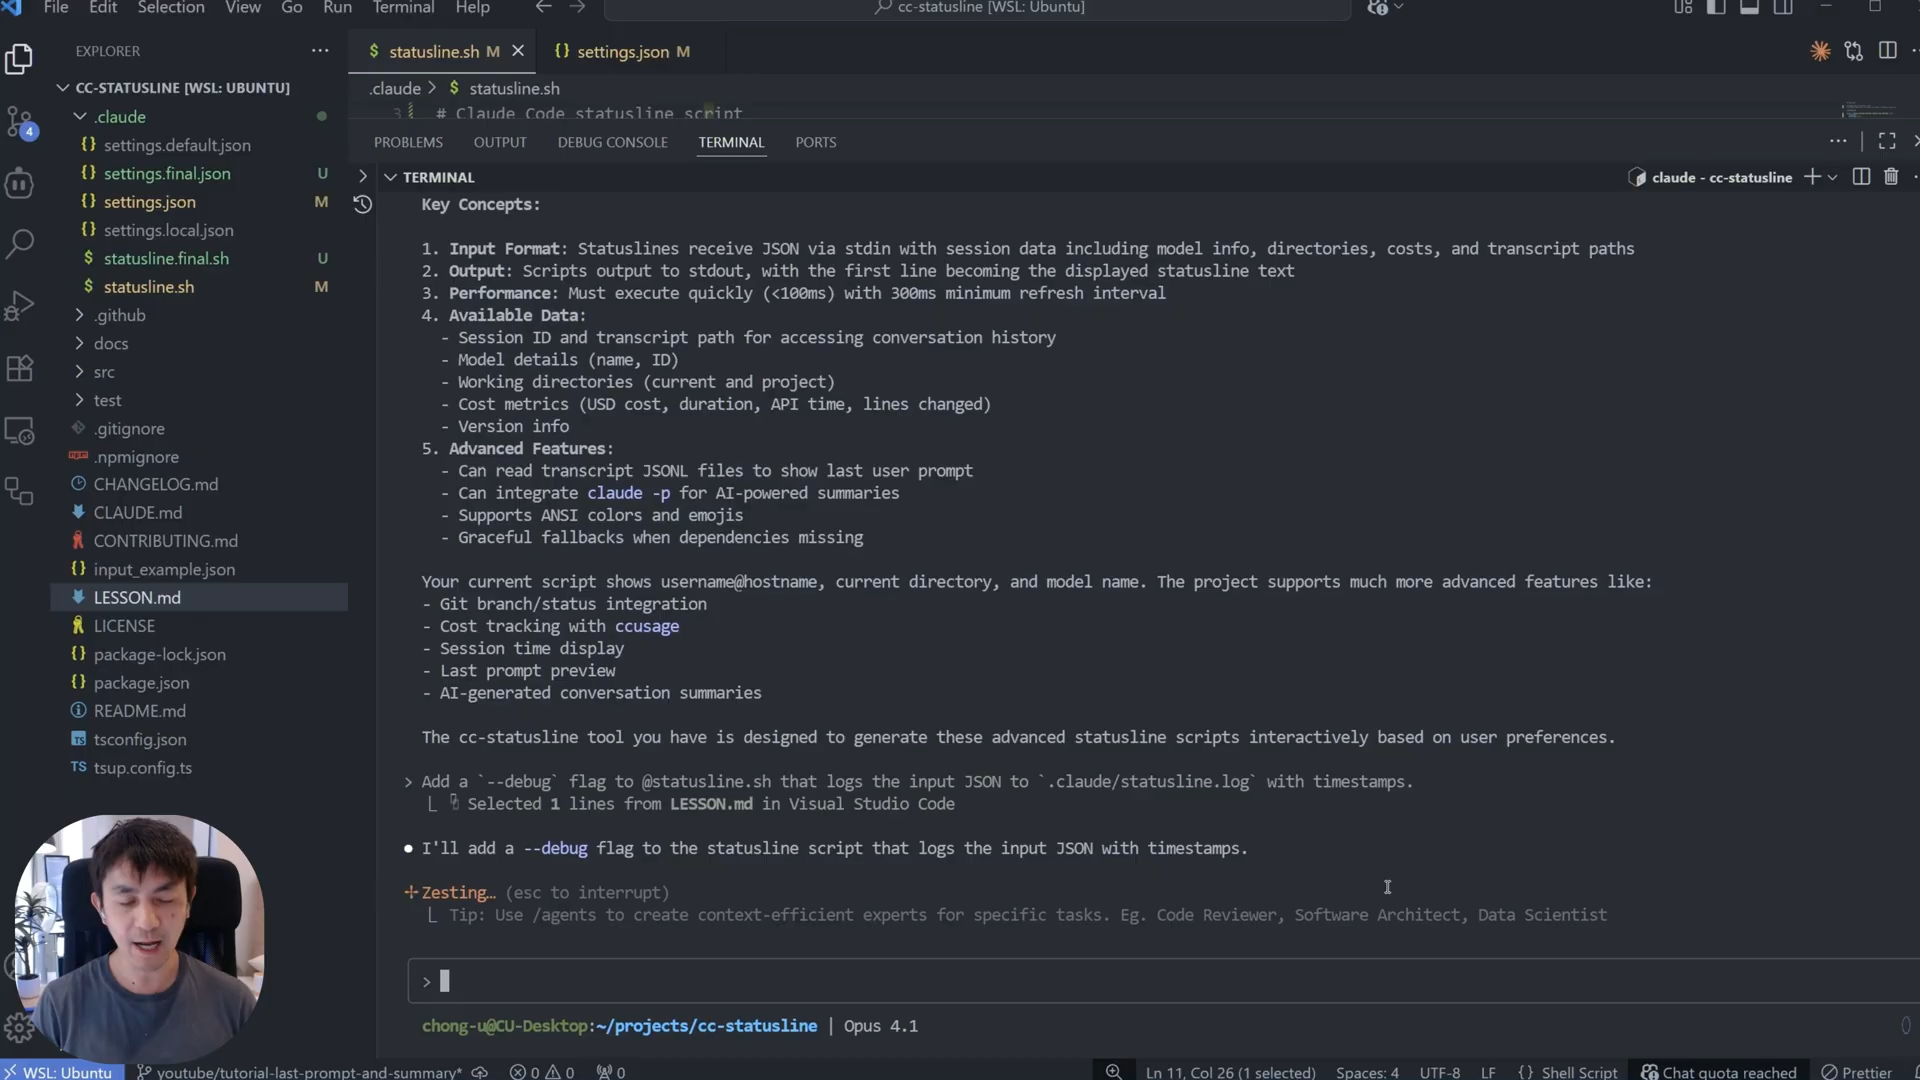 File Edit Selection View Go Run Terminal Help
cc-statusline [WSL: Ubuntu]
EXPLORER
CC-STATUSLINE [WSL: UBUNTU]
.claude
settings.default.json
settings.final.json U
settings.json M
settings.local.json
statusline.final.sh U
statusline.sh M
.github
docs
src
test
.gitignore
.npmignore
CHANGELOG.md
CLAUDE.md
CONTRIBUTING.md
input_example.json
LESSON.md
LICENSE
package-lock.json
package.json
README.md
tsconfig.json
tsup.config.ts
4
statusline.sh M
settings.json M
.claude > $ statusline.sh
3 # Claude Code statusline script
PROBLEMS OUTPUT DEBUG CONSOLE TERMINAL PORTS
TERMINAL
claude - cc-statusline
Key Concepts:
1. Input Format: Statuslines receive JSON via stdin with session data including model info, directories, costs, and transcript paths
2. Output: Scripts output to stdout, with the first line becoming the displayed statusline text
3. Performance: Must execute quickly (<100ms) with 300ms minimum refresh interval
4. Available Data:
- Session ID and transcript path for accessing conversation history
- Model details (name, ID)
- Working directories (current and project)
- Cost metrics (USD cost, duration, API time, lines changed)
- Version info
5. Advanced Features:
- Can read transcript JSONL files to show last user prompt
- Can integrate claude -p for AI-powered summaries
- Supports ANSI colors and emojis
- Graceful fallbacks when dependencies missing
Your current script shows username@hostname, current directory, and model name. The project supports much more advanced features like:
- Git branch/status integration
- Cost tracking with ccusage
- Session time display
- Last prompt preview
- AI-generated conversation summaries
The cc-statusline tool you have is designed to generate these advanced statusline scripts interactively based on user preferences.
> Add a `--debug` flag to @statusline.sh that logs the input JSON to `.claude/statusline.log` with timestamps.
Selected 1 lines from LESSON.md in Visual Studio Code
● I'll add a --debug flag to the statusline script that logs the input JSON with timestamps.
Zesting… (esc to interrupt)
Tip: Use /agents to create context-efficient experts for specific tasks. Eg. Code Reviewer, Software Architect, Data Scientist
>
chong-u@CU-Desktop:~/projects/cc-statusline | Opus 4.1
WSL: Ubuntu youtube/tutorial-last-prompt-and-summary* 0 0 0 Ln 11, Col 26 (1 selected) Spaces: 4 UTF-8 LF {} Shell Script Chat quota reached Prettier